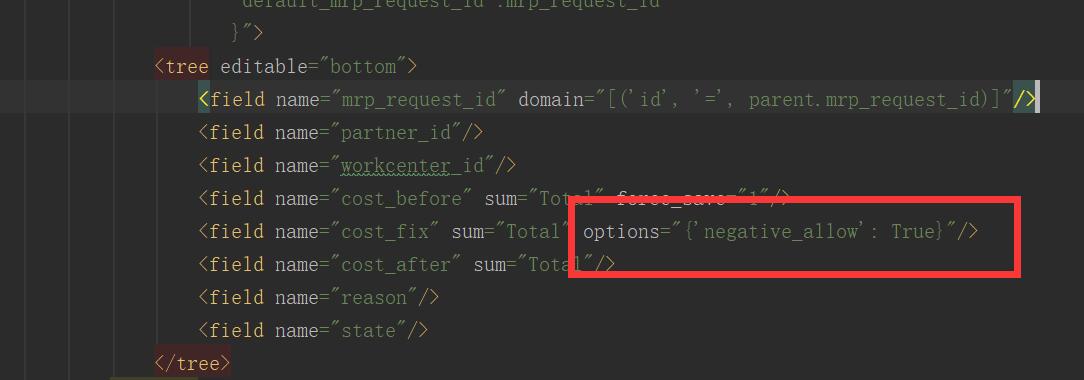 'default_mrp_request_id':mrp_request_id
}">
<tree editable="bottom">
<field name="mrp_request_id" domain="[('id', '=', parent.mrp_request_id)]"/>
<field name="partner_id"/>
<field name="workcenter_id"/>
<field name="cost_before" sum="Total" force_save="1"/>
<field name="cost_fix" sum="Total" options="{'negative_allow': True}"/>
<field name="cost_after" sum="Total"/>
<field name="reason"/>
<field name="state"/>
</tree>